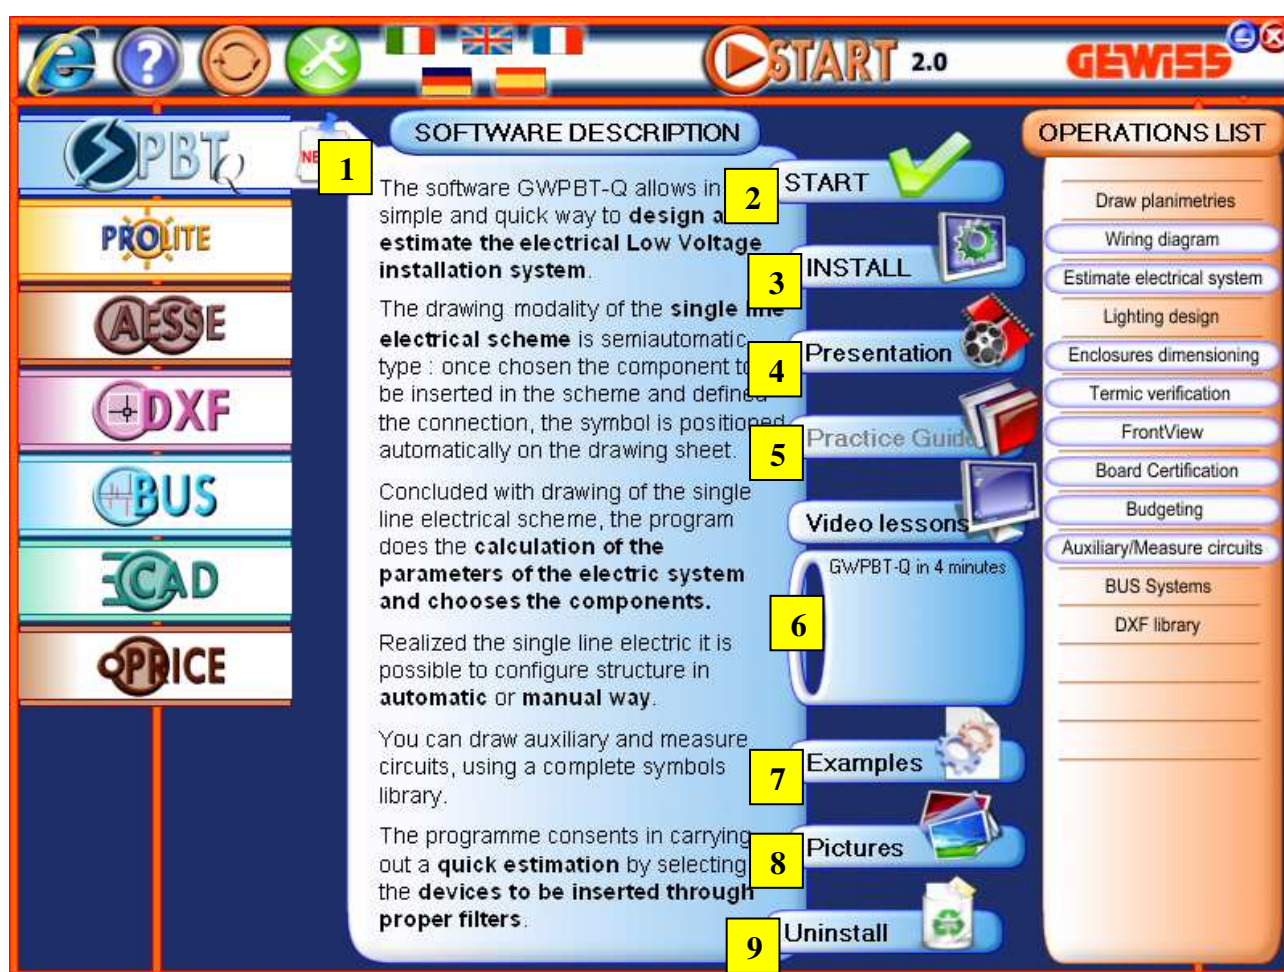 START 2.0
GEWISS
PBT Q
NE
PROLITE
AESSE
DXF
BUS
CAD
PRICE
1
SOFTWARE DESCRIPTION
The software GWPBT-Q allows in
simple and quick way to design a
estimate the electrical Low Voltage
installation system.
The drawing modality of the single line
electrical scheme is semiautomatic
type : once chosen the component to
be inserted in the scheme and defined
the connection, the symbol is positioned
automatically on the drawing sheet.
Concluded with drawing of the single
line electrical scheme, the program
does the calculation of the
parameters of the electric system
and chooses the components.
Realized the single line electric it is
possible to configure structure in
automatic or manual way.
You can draw auxiliary and measure
circuits, using a complete symbols
library.
The programme consents in carrying
out a quick estimation by selecting
the devices to be inserted through
proper filters.
2
START
3
INSTALL
4
Presentation
5
Practice Guide
Video lessons
GWPBT-Q in 4 minutes
6
7
Examples
8
Pictures
9
Uninstall
OPERATIONS LIST
Draw planimetries
Wiring diagram
Estimate electrical system
Lighting design
Enclosures dimensioning
Termic verification
FrontView
Board Certification
Budgeting
Auxiliary/Measure circuits
BUS Systems
DXF library